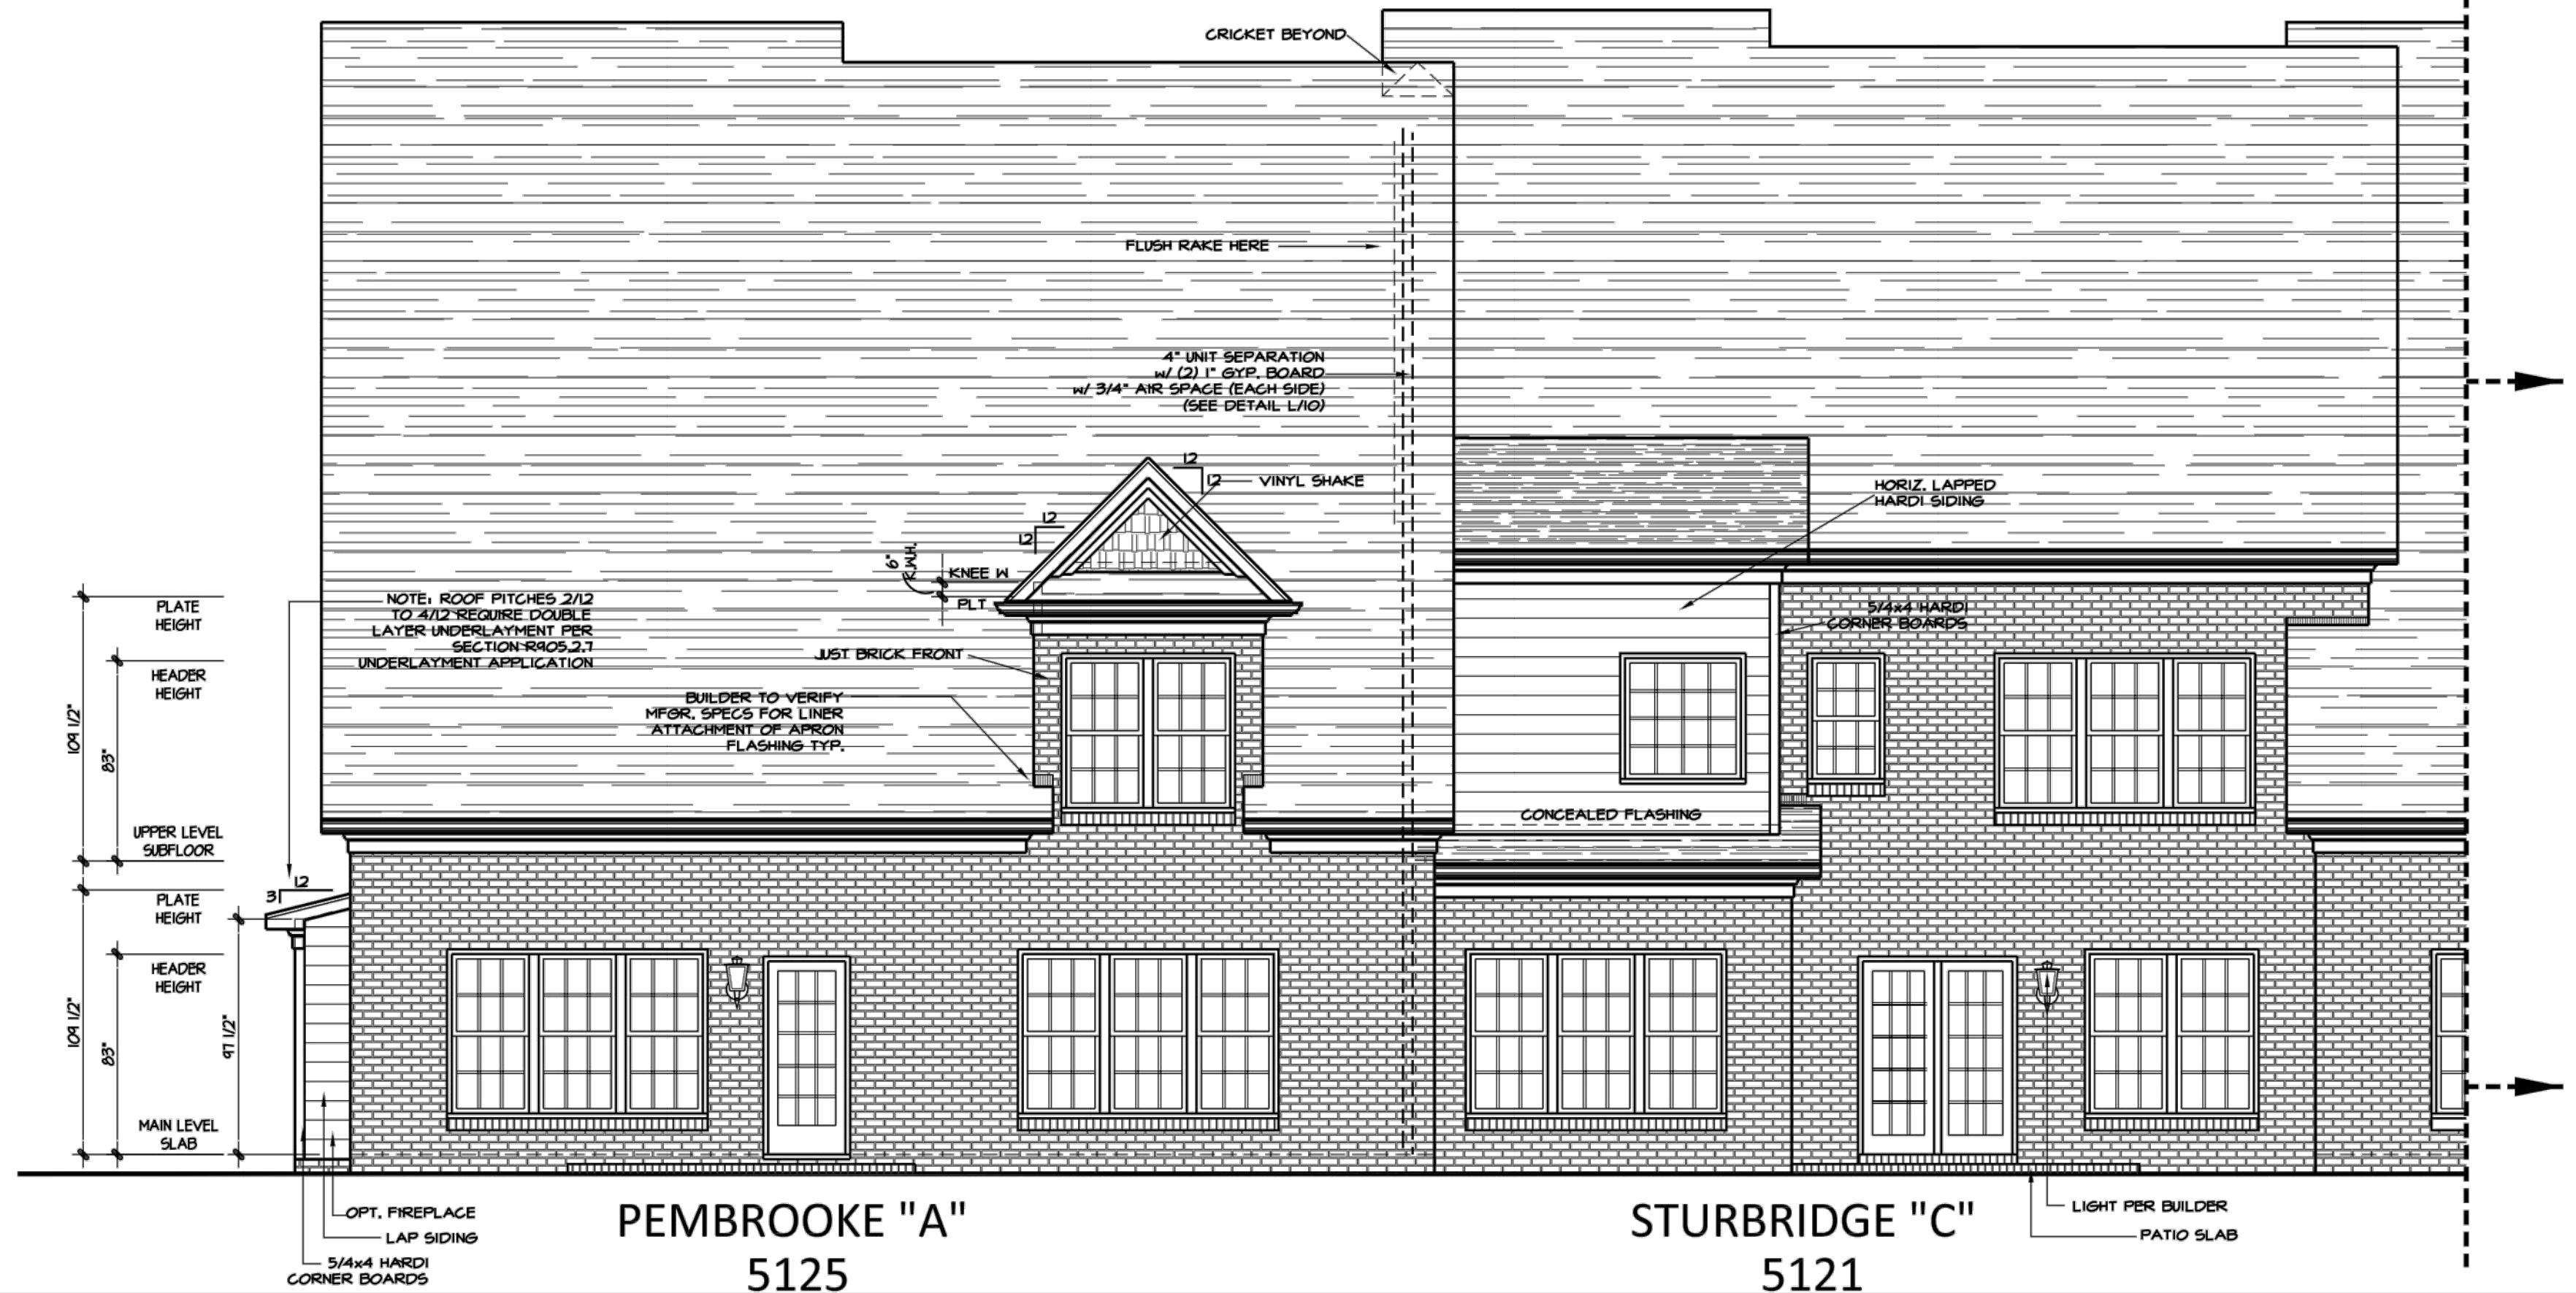 CRICKET BEYOND
FLUSH RAKE HERE
4" UNIT SEPARATION
w/ (2) 1" GYP. BOARD
w/ 3/4" AIR SPACE (EACH SIDE)
(SEE DETAIL L/10)
12
12
VINYL SHAKE
12
12
6"
K.W.H.
KNEE W
PLT
HORIZ. LAPPED
HARDI SIDING
5/4x4 HARDI
CORNER BOARDS
NOTE: ROOF PITCHES 2/12
TO 4/12 REQUIRE DOUBLE
LAYER UNDERLAYMENT PER
SECTION R905.2.7
UNDERLAYMENT APPLICATION
JUST BRICK FRONT
BUILDER TO VERIFY
MFGR. SPECS FOR LINER
ATTACHMENT OF APRON
FLASHING TYP.
CONCEALED FLASHING
PLATE
HEIGHT
HEADER
HEIGHT
109 1/2"
83"
UPPER LEVEL
SUBFLOOR
12
3
PLATE
HEIGHT
HEADER
HEIGHT
109 1/2"
83"
97 1/2"
MAIN LEVEL
SLAB
OPT. FIREPLACE
LAP SIDING
5/4x4 HARDI
CORNER BOARDS
PEMBROOKE "A"
5125
STURBRIDGE "C"
5121
LIGHT PER BUILDER
PATIO SLAB